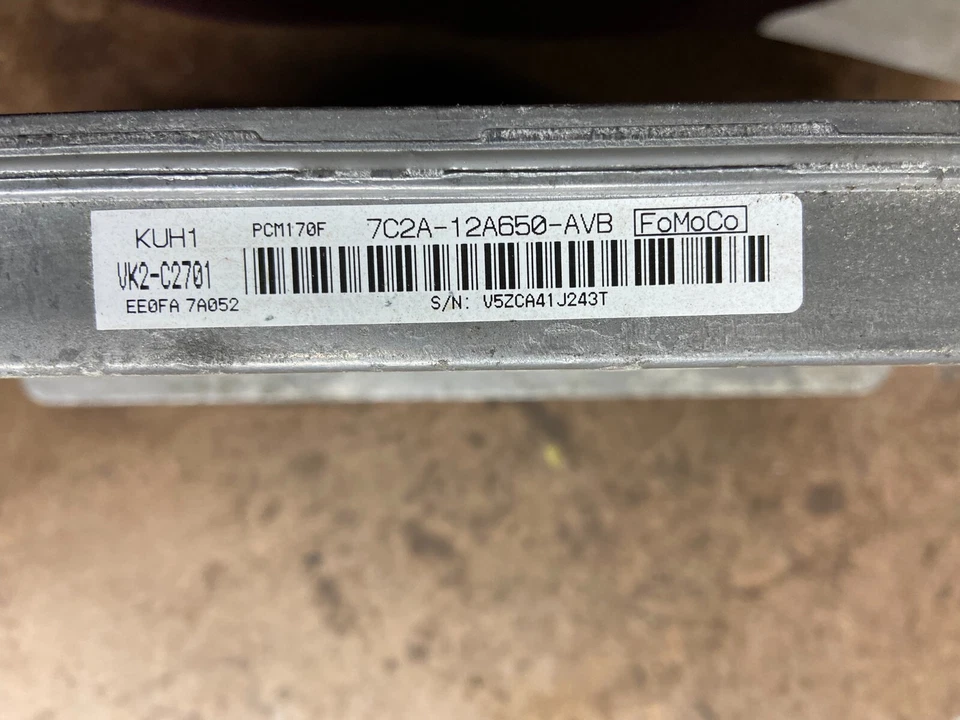 KUH1 PCM170F 7C2A-12A650-AVB FoMoCo
VK2-C2701
EE0FA 7A052 S/N: V5ZCA41J243T